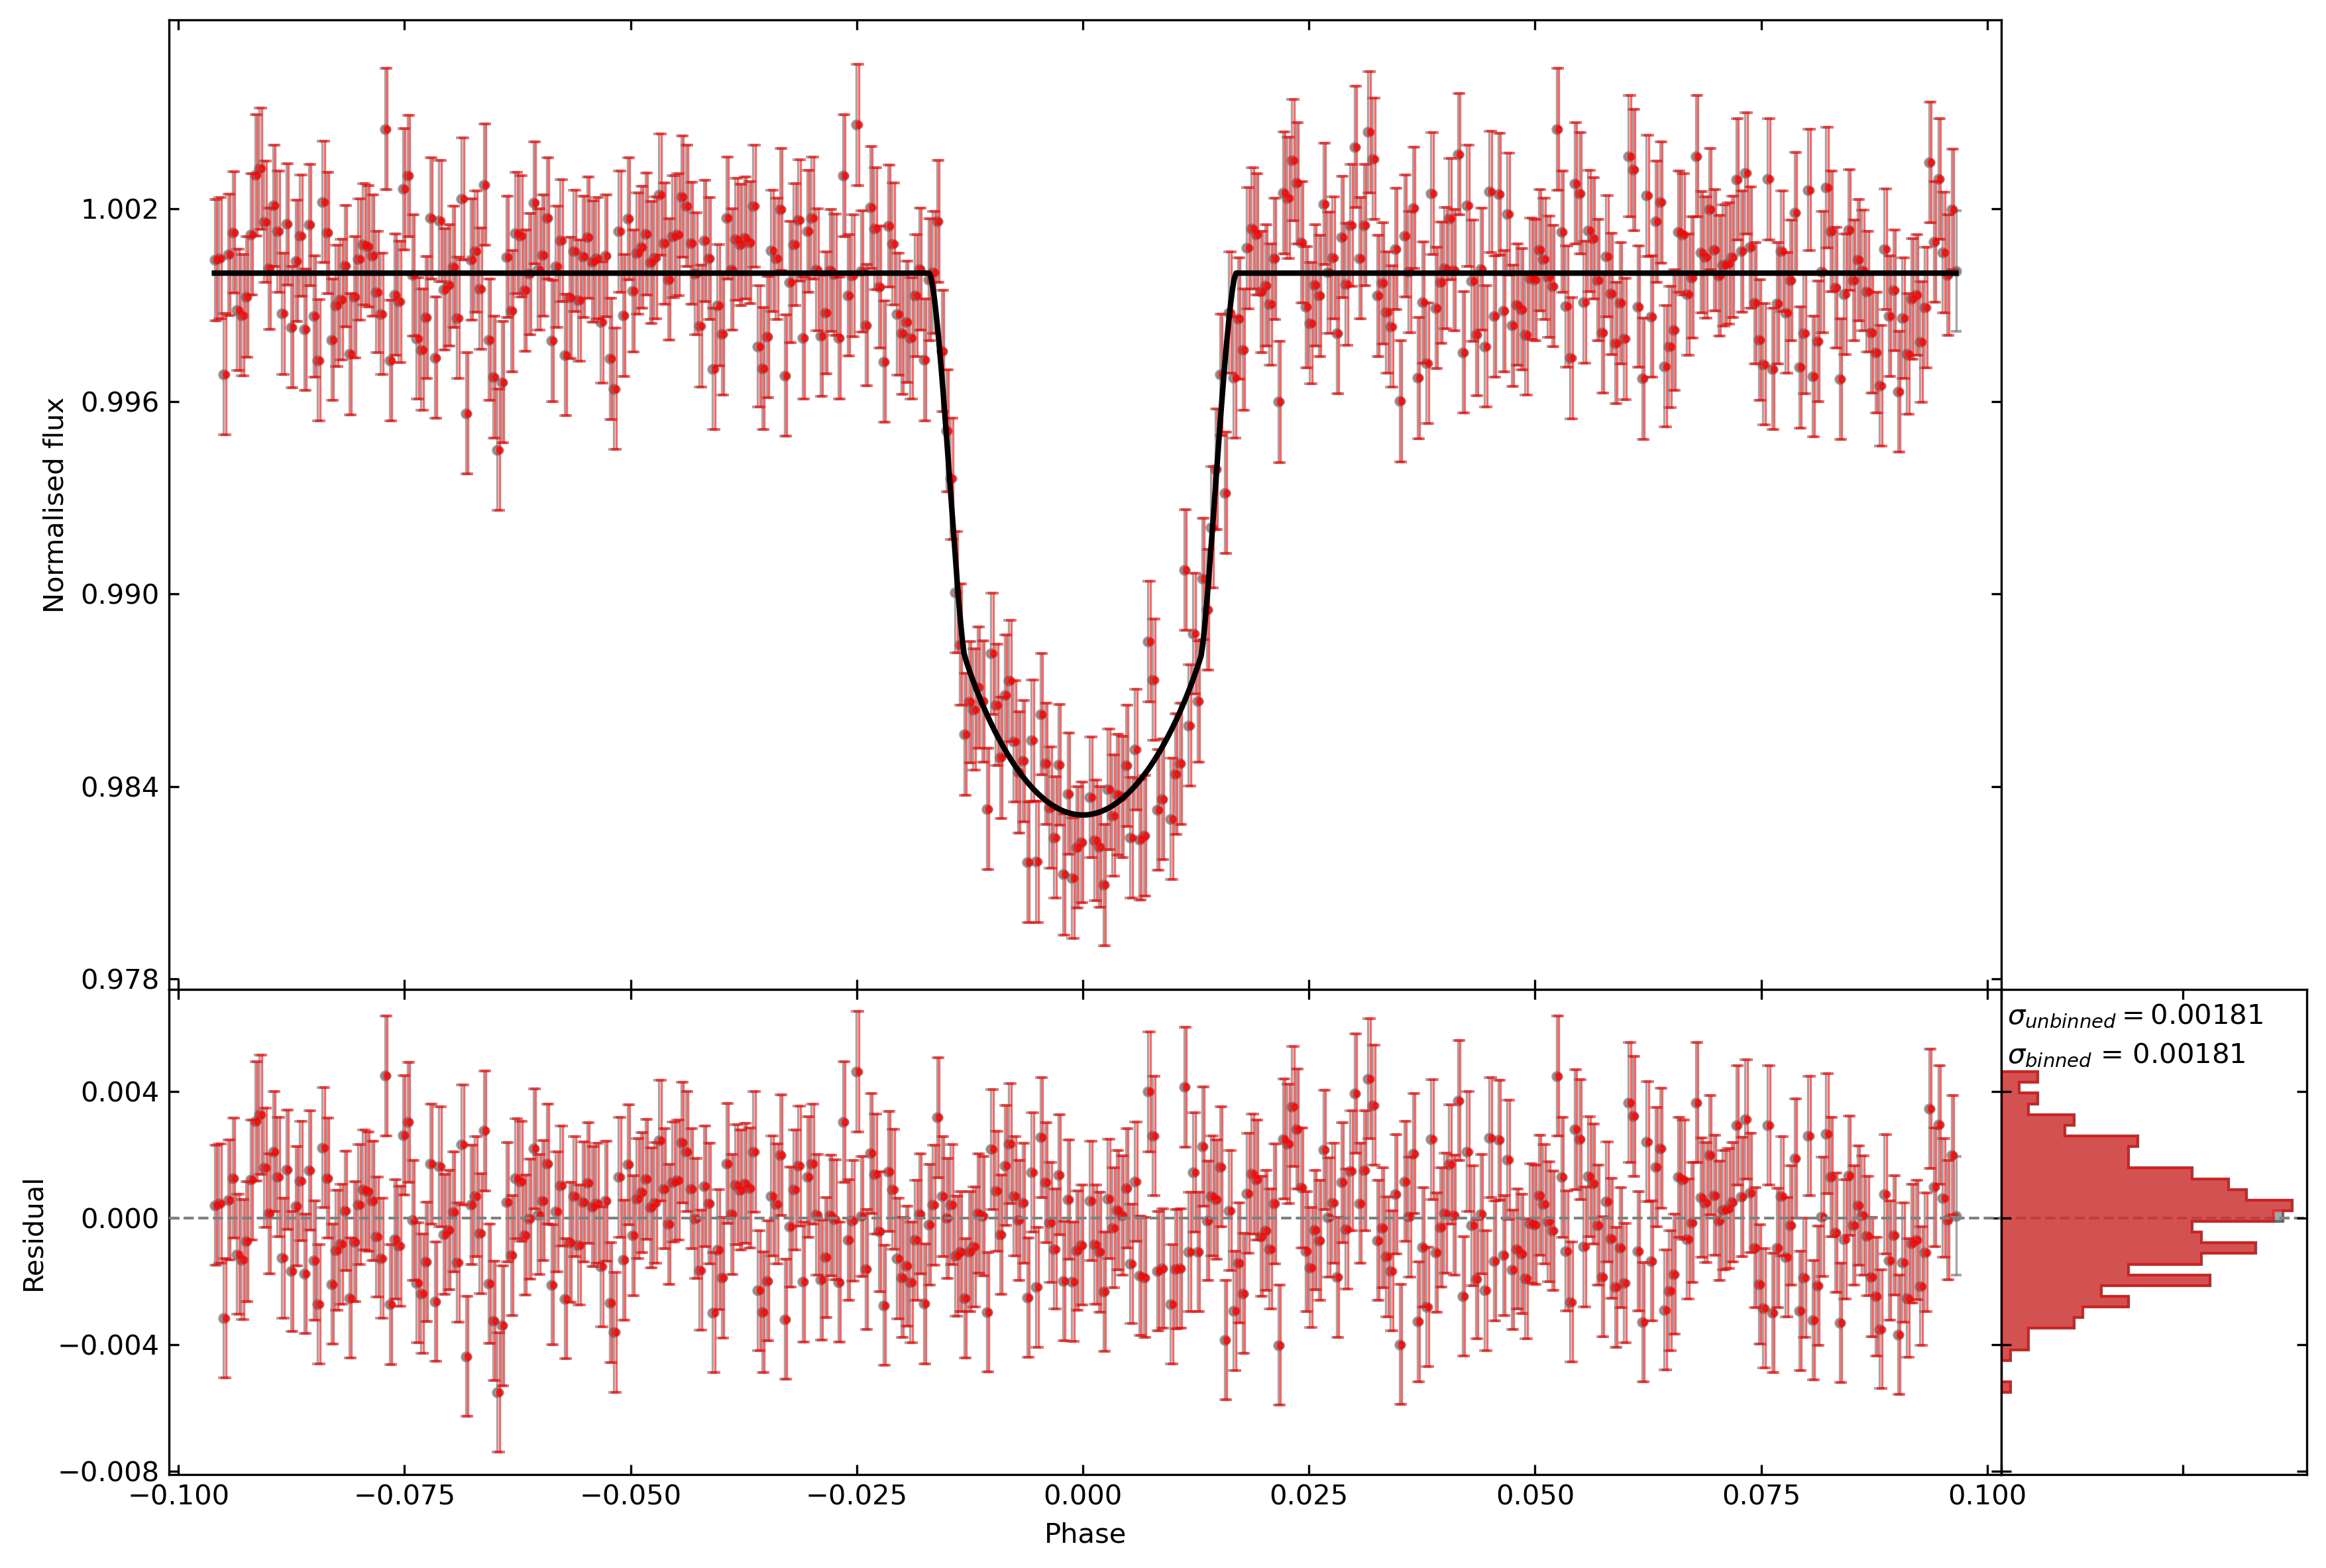 1.002
0.996
0.990
0.984
0.978
Normalised flux
σunbinned = 0.00181
σbinned = 0.00181
0.004
0.000
−0.004
−0.008
Residual
−0.100 −0.075 −0.050 −0.025 0.000 0.025 0.050 0.075 0.100
Phase